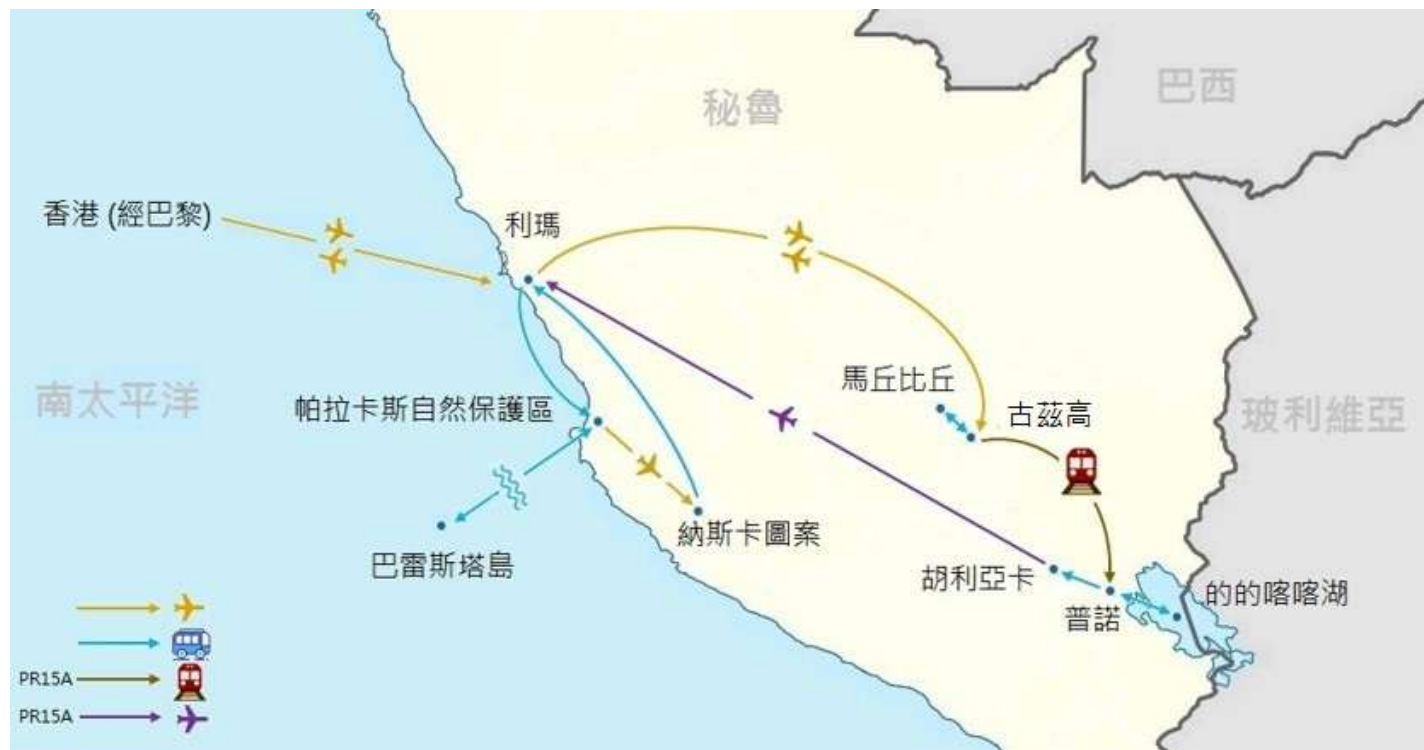 巴西
秘魯
香港 (經巴黎)
利瑪
馬丘比丘
南太平洋
帕拉卡斯自然保護區
古茲高
玻利維亞
納斯卡圖案
巴雷斯塔島
胡利亞卡
的的喀喀湖
普諾
PR15A
PR15A